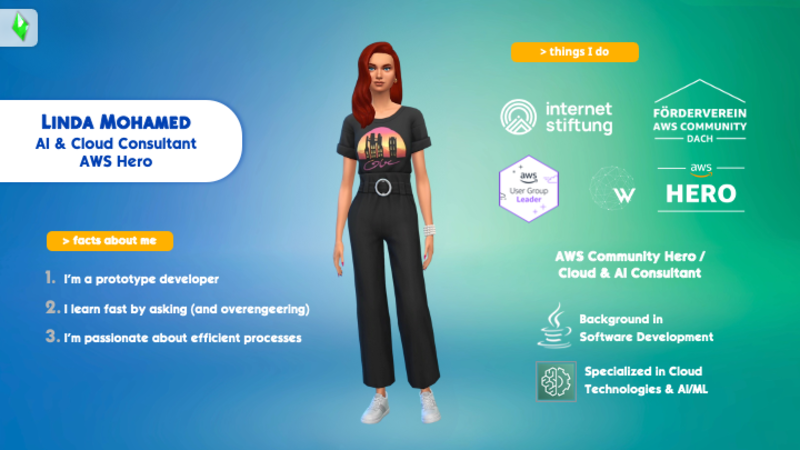 LINDA MOHAMED
AI & Cloud Consultant
AWS Hero
> facts about me
1. I'm a prototype developer
2. I learn fast by asking (and overengeering)
3. I'm passionate about efficient processes
> things I do
internet
stiftung
FÖRDERVEREIN
AWS COMMUNITY
DACH
aws
User Group
Leader
W
aws
HERO
AWS Community Hero /
Cloud & AI Consultant
Background in
Software Development
Specialized in Cloud
Technologies & AI/ML